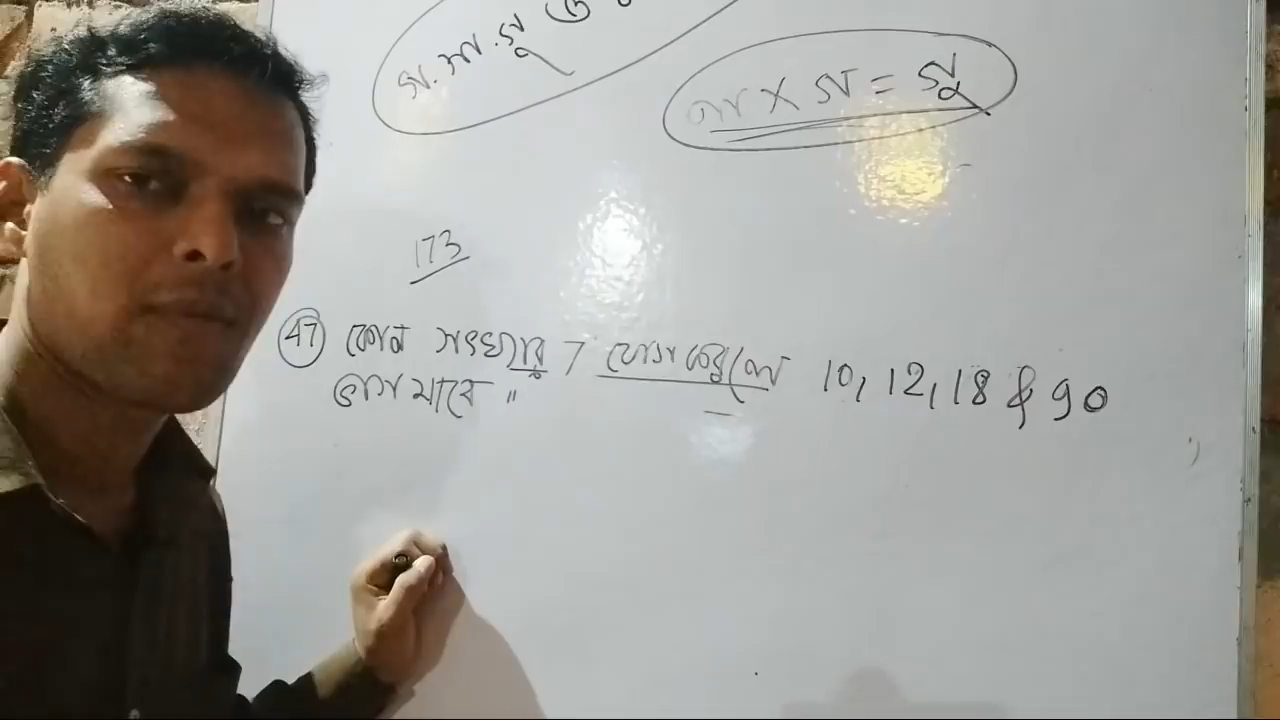 স. সা. গু
× সা = গু
173
47 কোন সংখ্যার 7 যোগ করলে 10, 12, 18 & 90
ভাগ যাবে "